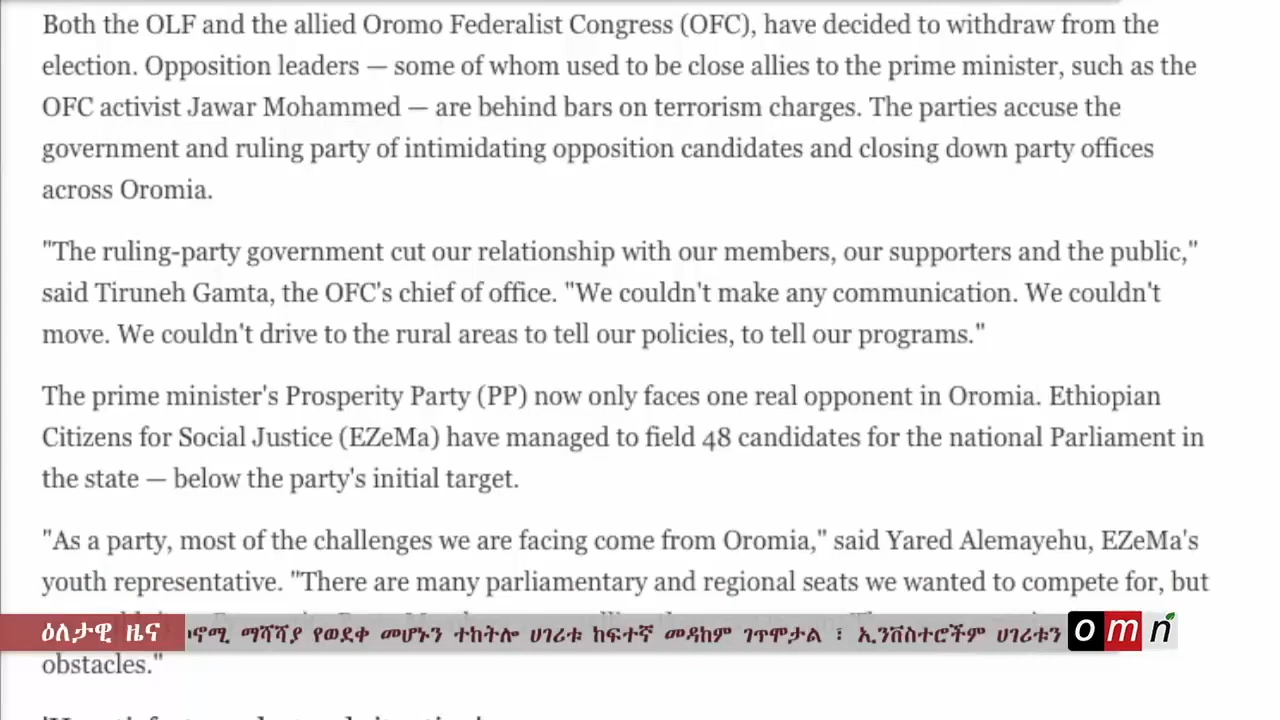 Both the OLF and the allied Oromo Federalist Congress (OFC), have decided to withdraw from the
election. Opposition leaders — some of whom used to be close allies to the prime minister, such as the
OFC activist Jawar Mohammed — are behind bars on terrorism charges. The parties accuse the
government and ruling party of intimidating opposition candidates and closing down party offices
across Oromia.
"The ruling-party government cut our relationship with our members, our supporters and the public,"
said Tiruneh Gamta, the OFC's chief of office. "We couldn't make any communication. We couldn't
move. We couldn't drive to the rural areas to tell our policies, to tell our programs."
The prime minister's Prosperity Party (PP) now only faces one real opponent in Oromia. Ethiopian
Citizens for Social Justice (EZeMa) have managed to field 48 candidates for the national Parliament in
the state — below the party's initial target.
"As a party, most of the challenges we are facing come from Oromia," said Yared Alemayehu, EZeMa's
youth representative. "There are many parliamentary and regional seats we wanted to compete for, but
ዕለታዊ ዜና
ማሻሻያ የወደቀ መሆኑን ተከትሎ ሀገሪቱ ከፍተኛ መዳከም ገጥሞታል ፣ ኢንቨስተሮችም ሀገሪቱን
omn
obstacles."